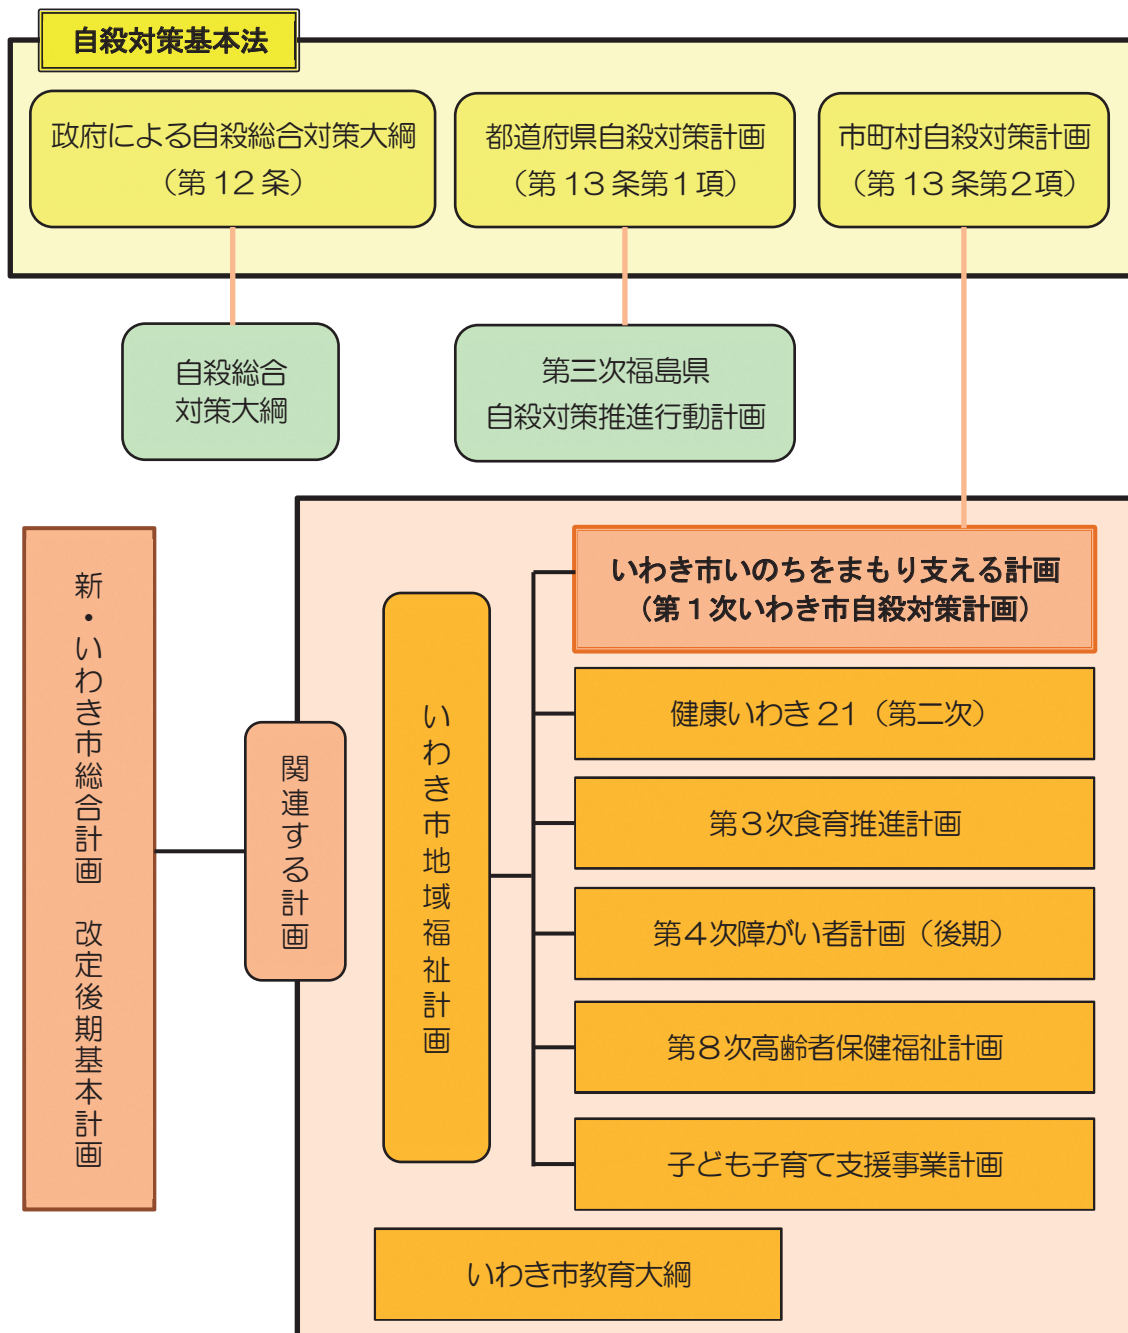 自殺対策基本法
政府による自殺総合対策大綱
（第12条）
都道府県自殺対策計画
（第13条第1項）
市町村自殺対策計画
（第13条第2項）
自殺総合
対策大綱
第三次福島県
自殺対策推進行動計画
新・いわき市総合計画　改定後期基本計画
関連する計画
いわき市地域福祉計画
いわき市いのちをまもり支える計画
（第1次いわき市自殺対策計画）
健康いわき21（第二次）
第3次食育推進計画
第4次障がい者計画（後期）
第8次高齢者保健福祉計画
子ども子育て支援事業計画
いわき市教育大綱